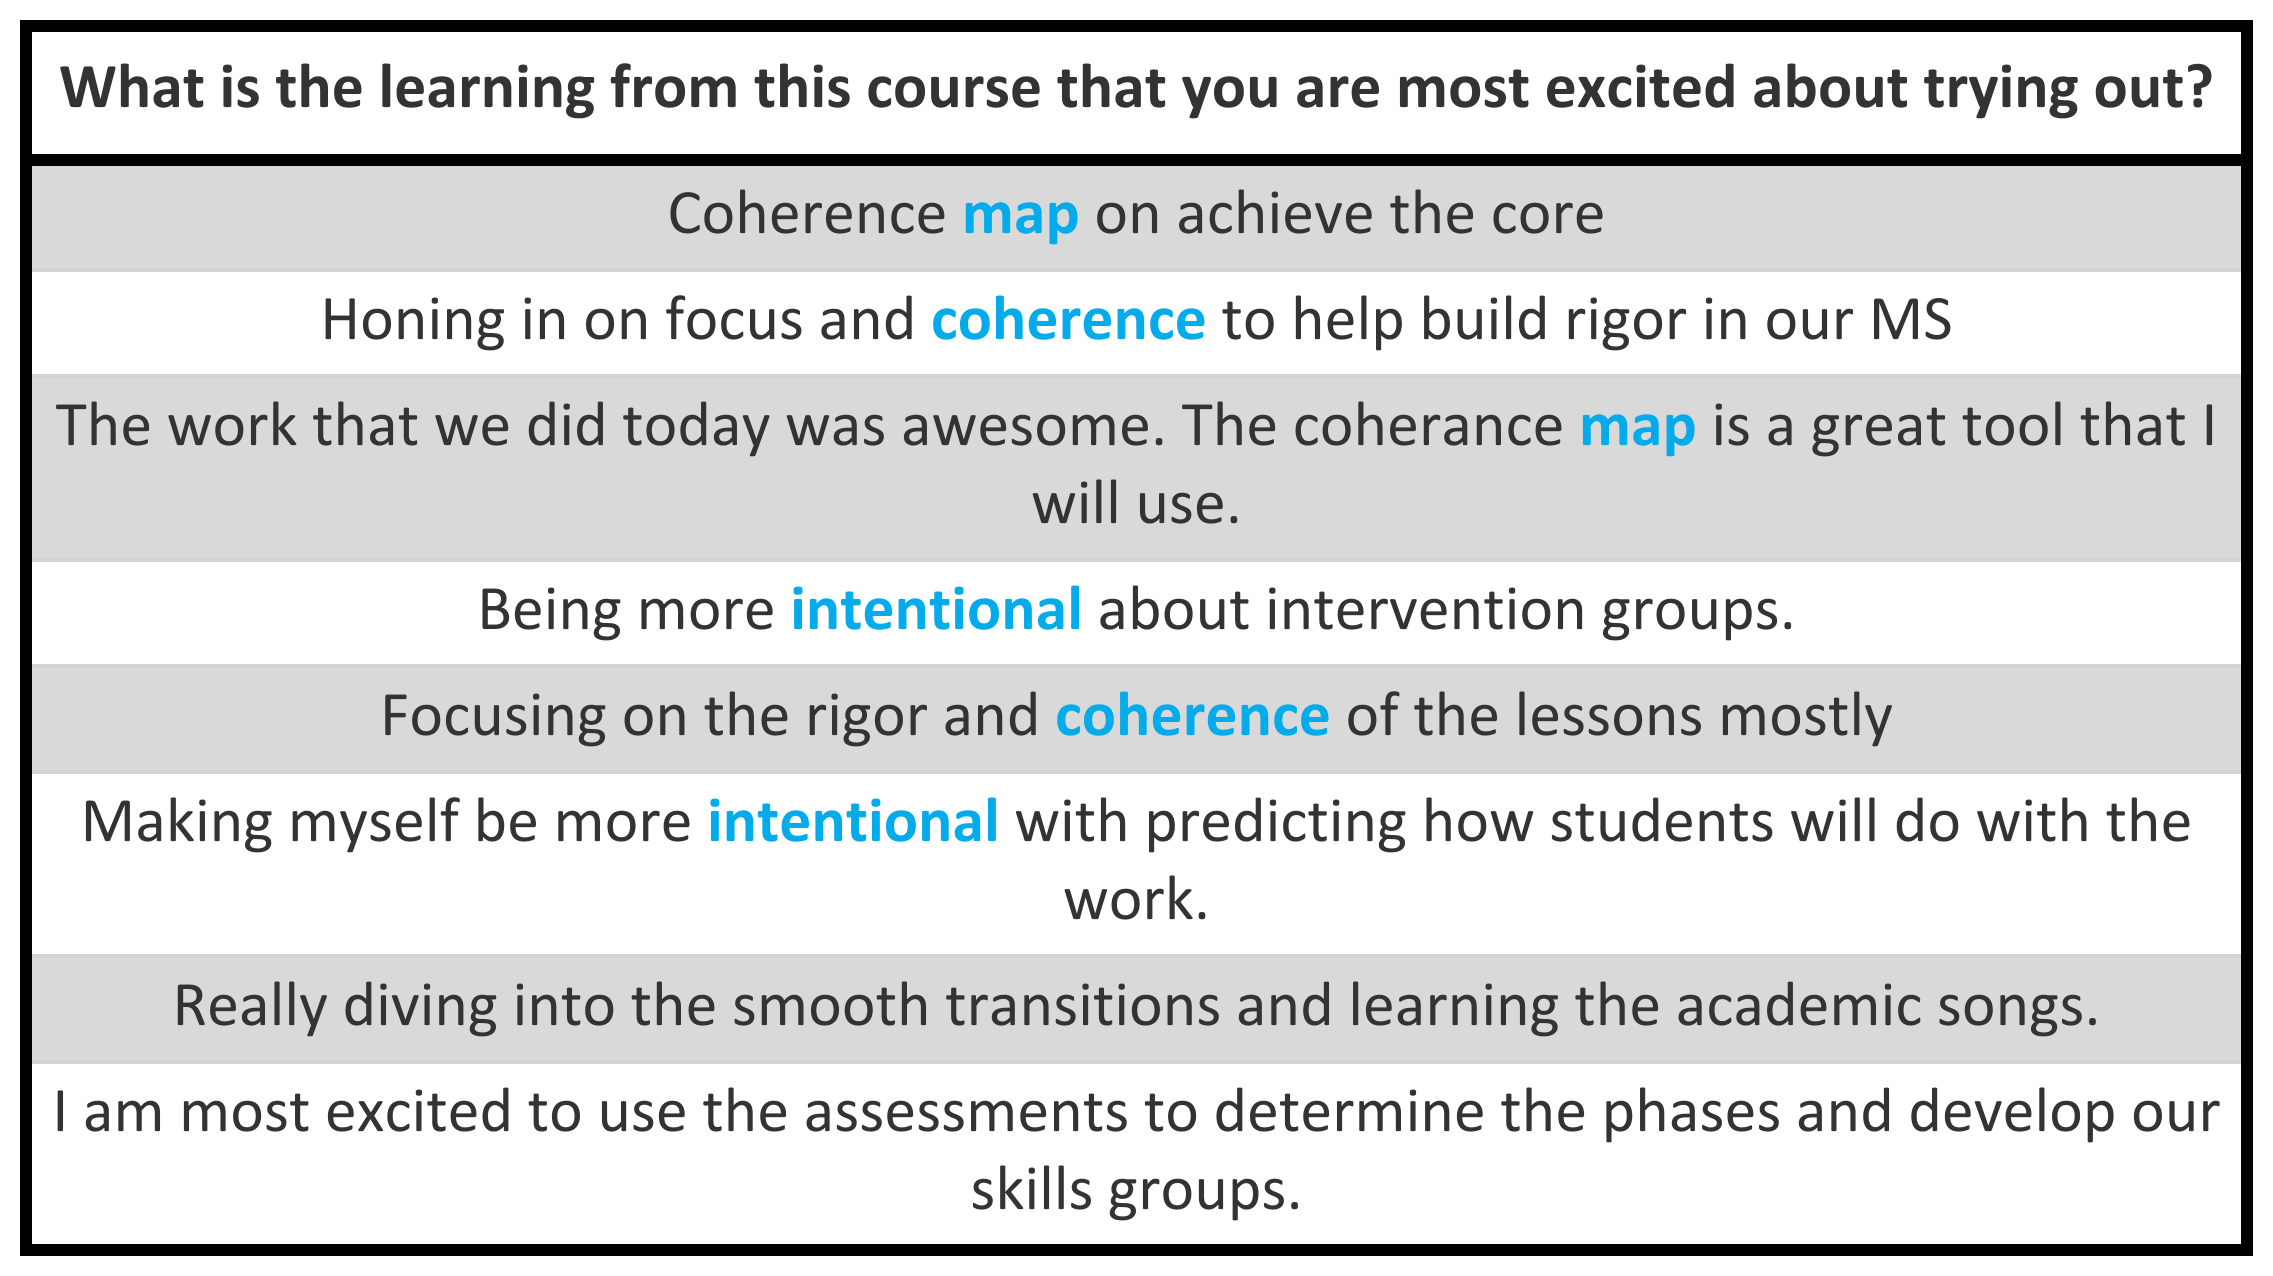 What is the learning from this course that you are most excited about trying out?
Coherence map on achieve the core
Honing in on focus and coherence to help build rigor in our MS
The work that we did today was awesome. The coherance map is a great tool that I
will use.
Being more intentional about intervention groups.
Focusing on the rigor and coherence of the lessons mostly
Making myself be more intentional with predicting how students will do with the
work.
Really diving into the smooth transitions and learning the academic songs.
I am most excited to use the assessments to determine the phases and develop our
skills groups.